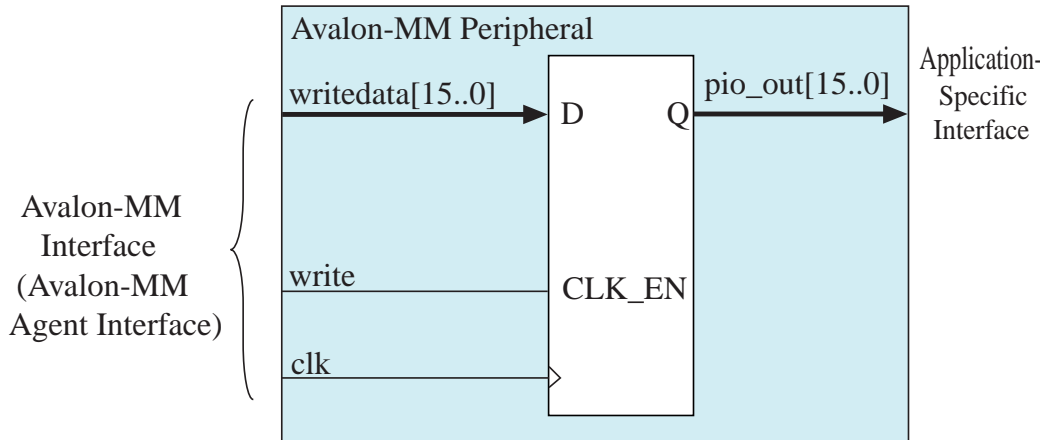 Avalon-MM Peripheral
writedata[15..0]
D
Q
pio_out[15..0]
Application-
Specific
Interface
Avalon-MM
Interface
(Avalon-MM
Agent Interface)
write
CLK_EN
clk